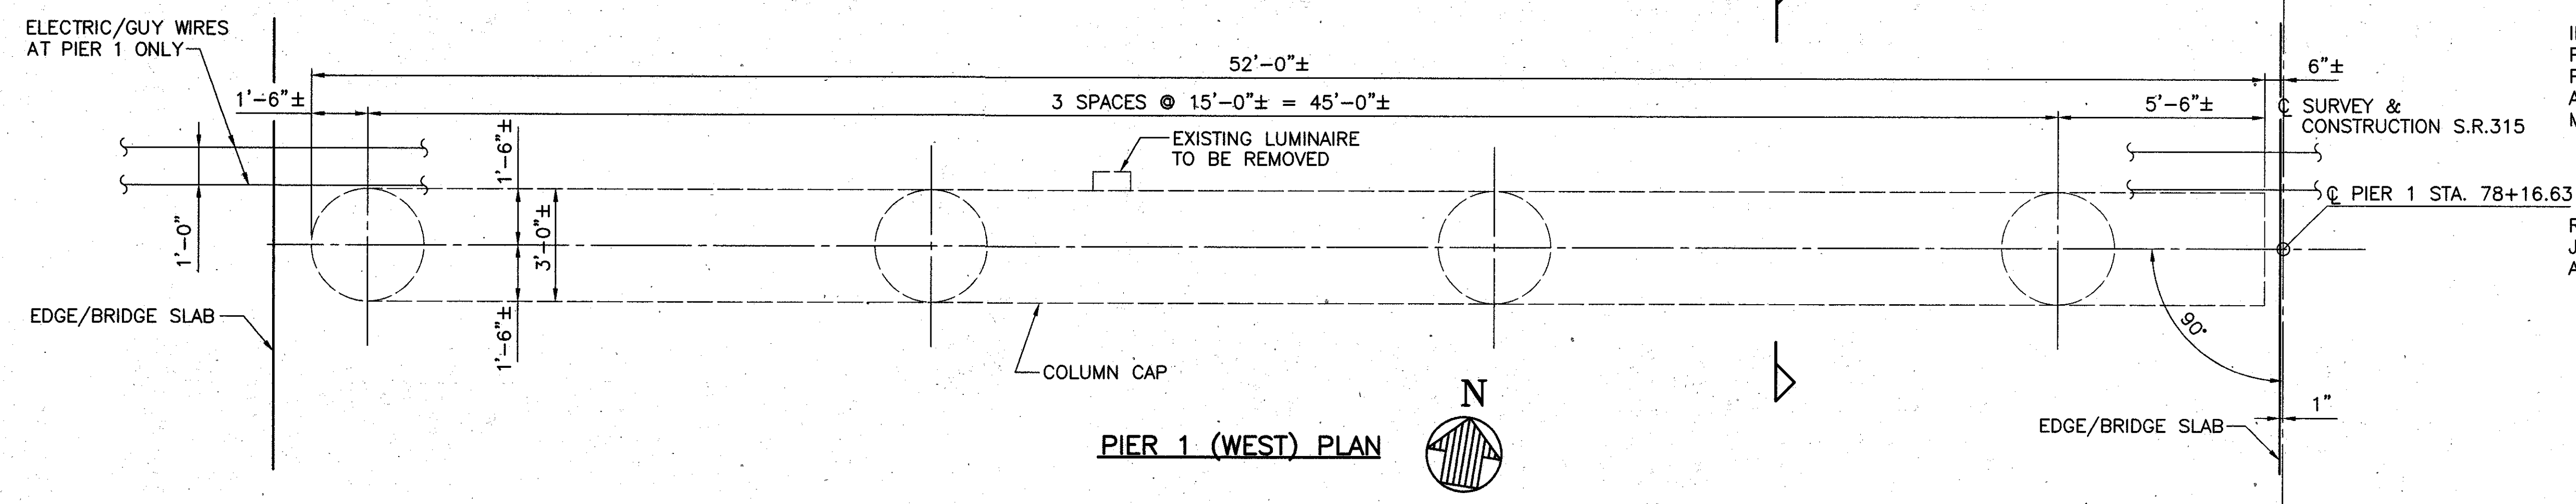 ELECTRIC/GUY WIRES
AT PIER 1 ONLY
52'-0"±
6"±
1'-6"±
3 SPACES @ 15'-0"± = 45'-0"±
5'-6"±
℄ SURVEY &
CONSTRUCTION S.R.315
1'-6"±
EXISTING LUMINAIRE
TO BE REMOVED
℄ PIER 1 STA. 78+16.63
1'-0"
3'-0"±
EDGE/BRIDGE SLAB
1'-6"±
90°
COLUMN CAP
N
1"
EDGE/BRIDGE SLAB
PIER 1 (WEST) PLAN